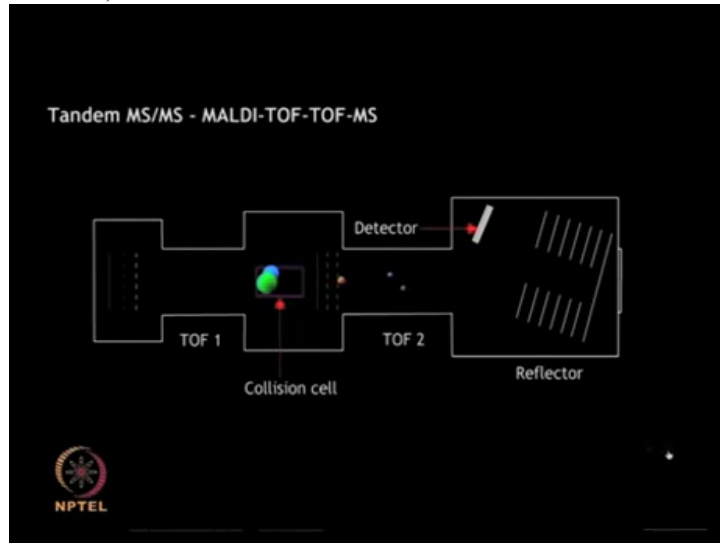 Tandem MS/MS - MALDI-TOF-TOF-MS
Detector
TOF 1
TOF 2
Reflector
Collision cell
NPTEL